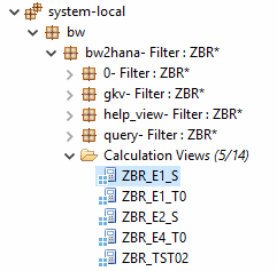 system-local
bw
bw2hana- Filter : ZBR*
0- Filter : ZBR*
gkv- Filter : ZBR*
help_view- Filter : ZBR*
query- Filter : ZBR*
Calculation Views (5/14)
ZBR_E1_S
ZBR_E1_T0
ZBR_E2_S
ZBR_E4_T0
ZBR_TST02